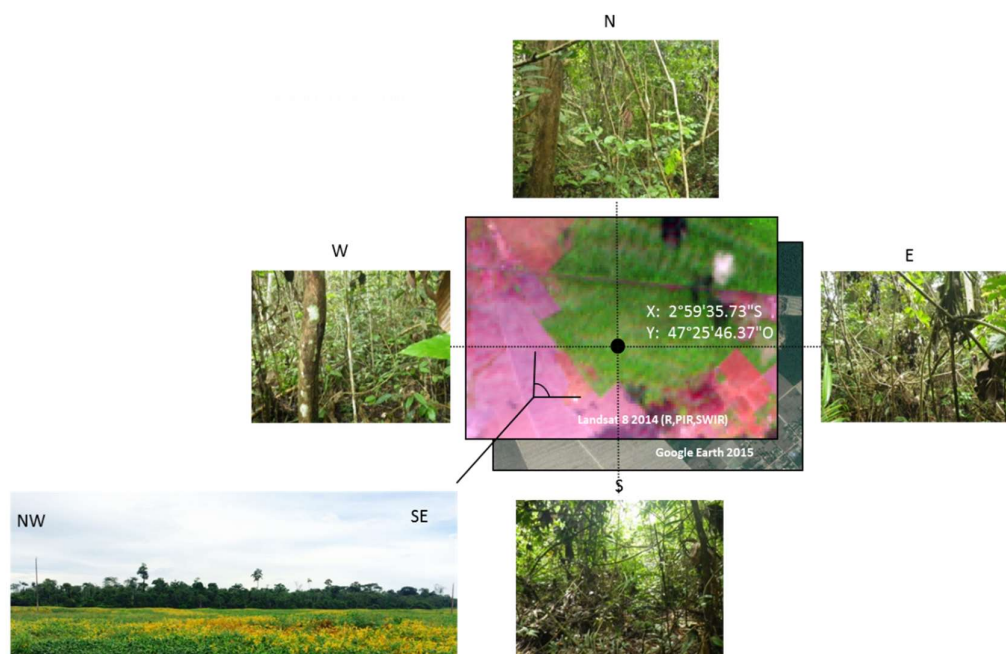 N
W
E
X: 2°59'35.73"S
Y: 47°25'46.37"O
Landsat 8 2014 (R,PIR,SWIR)
Google Earth 2015
S
NW
SE